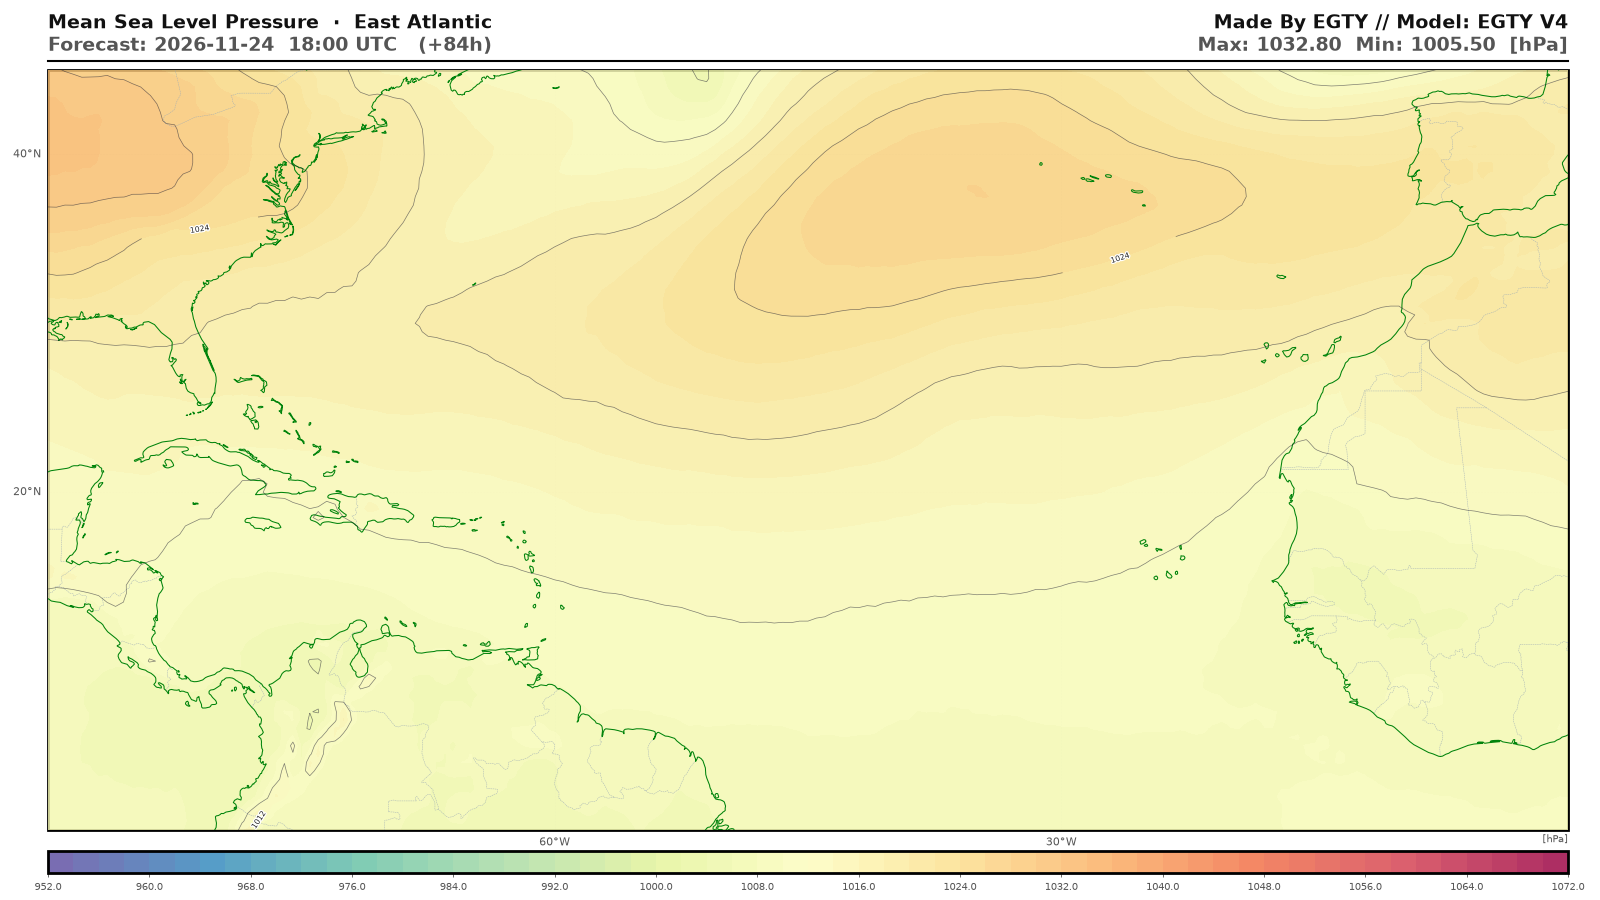 Mean Sea Level Pressure · East Atlantic
Made By EGTY // Model: EGTY V4
Forecast: 2026-11-24 18:00 UTC (+84h)
Max: 1032.80 Min: 1005.50 [hPa]
40°N
1024
1024
20°N
1012
60°W
30°W
[hPa]
952.0 960.0 968.0 976.0 984.0 992.0 1000.0 1008.0 1016.0 1024.0 1032.0 1040.0 1048.0 1056.0 1064.0 1072.0